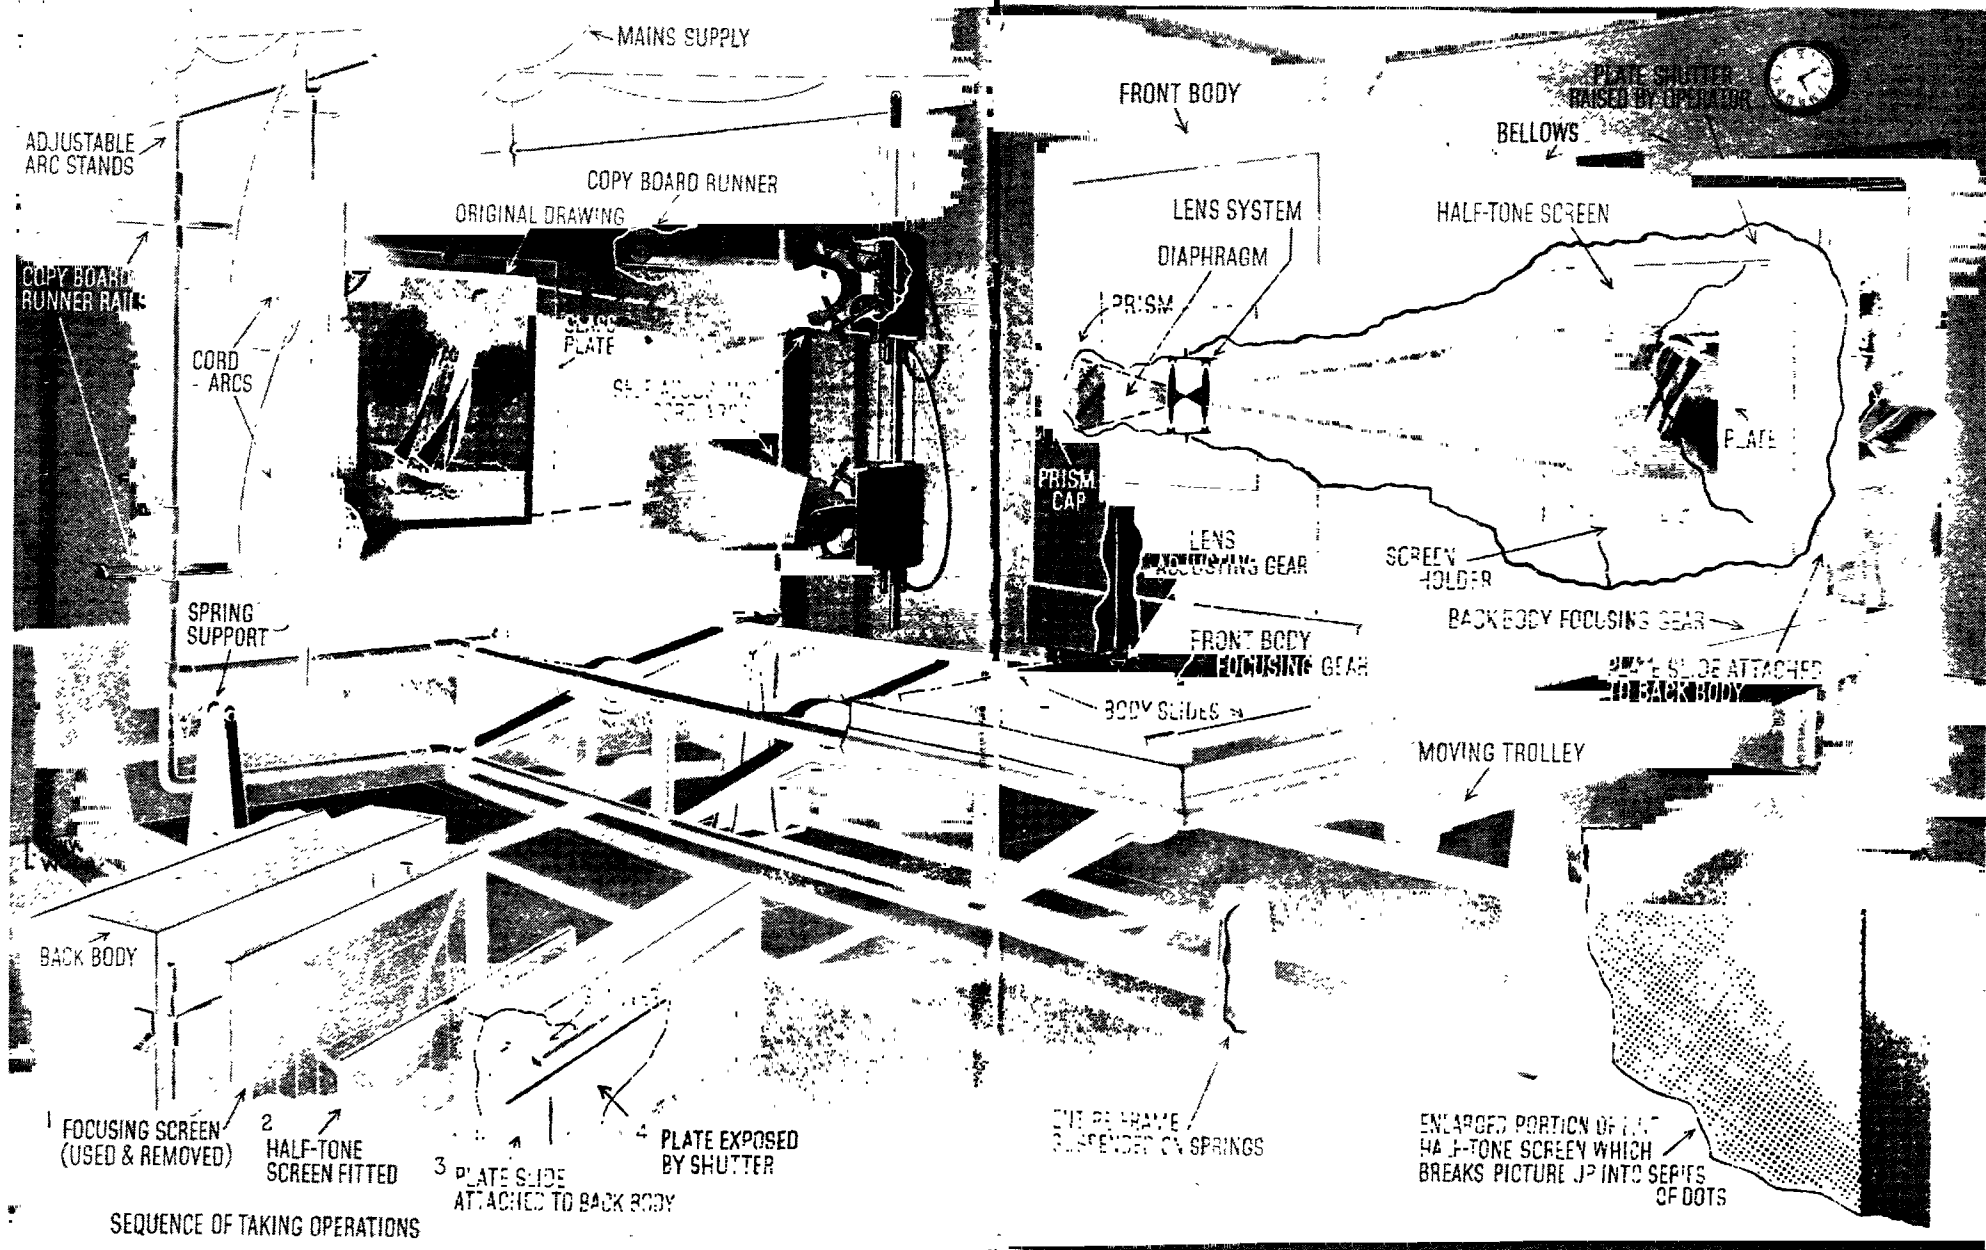 MAINS SUPPLY
ADJUSTABLE
ARC STANDS
COPY BOARD RUNNER
ORIGINAL DRAWING
COPY BOARD
RUNNER RAILS
CORD
ARCS
GLASS
PLATE
SPRING
SUPPORT
FRONT BODY
PLATE SHUTTER
RAISED BY OPERATOR
BELLOWS
LENS SYSTEM
HALF-TONE SCREEN
DIAPHRAGM
PRISM
PLATE
PRISM
CAP
LENS
ADJUSTING GEAR
SCREEN
HOLDER
BACK BODY FOCUSING GEAR
FRONT BODY
FOCUSING GEAR
PLATE SLIDE ATTACHED
TO BACK BODY
BODY SLIDES
MOVING TROLLEY
BACK BODY
1 FOCUSING SCREEN
(USED & REMOVED)
2
HALF-TONE
SCREEN FITTED
3 PLATE SLIDE
ATTACHED TO BACK BODY
4 PLATE EXPOSED
BY SHUTTER
SEQUENCE OF TAKING OPERATIONS
ENTIRE FRAME
SUSPENDED ON SPRINGS
ENLARGED PORTION OF
HALF-TONE SCREEN WHICH
BREAKS PICTURE UP INTO SERIES
OF DOTS